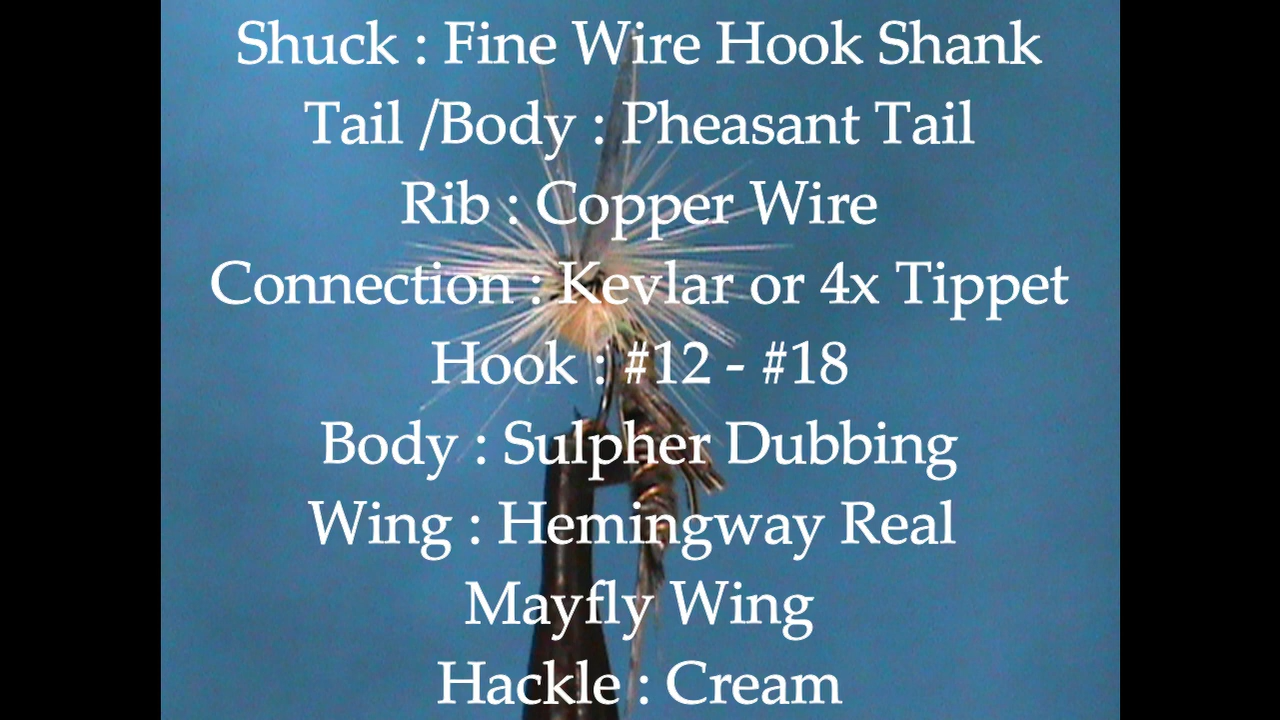 Shuck : Fine Wire Hook Shank
Tail /Body : Pheasant Tail
Rib : Copper Wire
Connection : Kevlar or 4x Tippet
Hook : #12 - #18
Body : Sulpher Dubbing
Wing : Hemingway Real
Mayfly Wing
Hackle : Cream